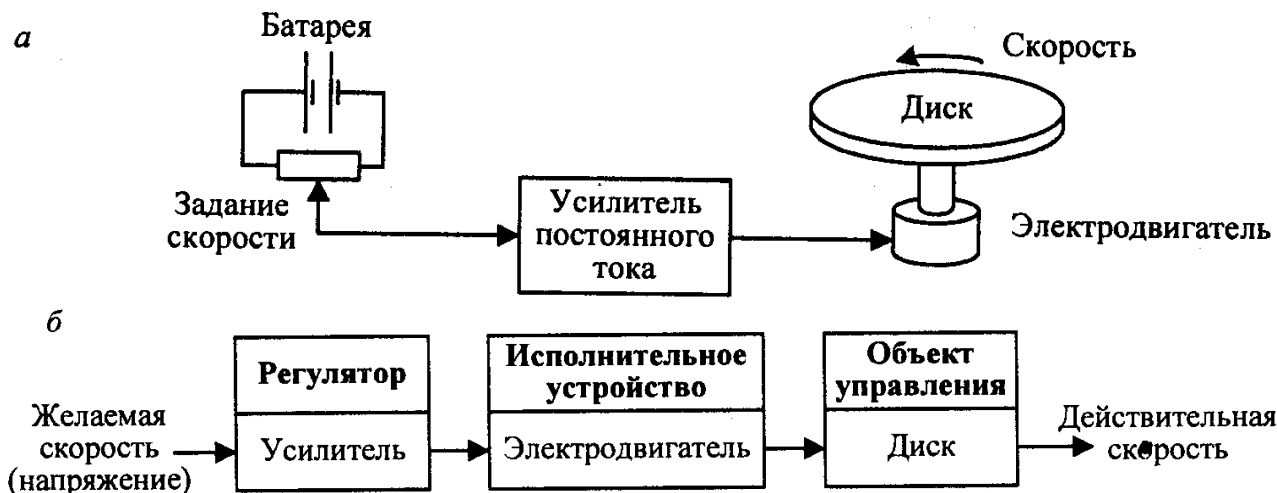 а
Батарея
Скорость
Диск
Задание
скорости
Усилитель
постоянного
тока
Электродвигатель
б
Желаемая
скорость
(напряжение)
Регулятор
Усилитель
Исполнительное
устройство
Электродвигатель
Объект
управления
Диск
Действительная
скорость